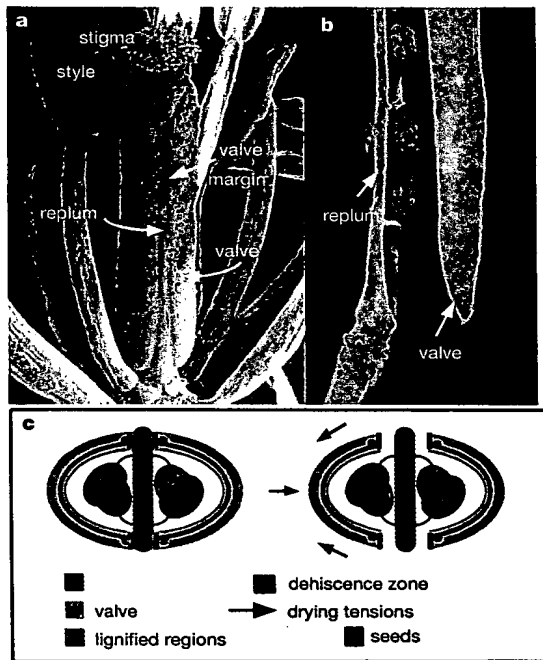 a
stigma
style
valve
margin
replum
valve
b
replum
valve
c
dehiscence zone
valve
drying tensions
lignified regions
seeds